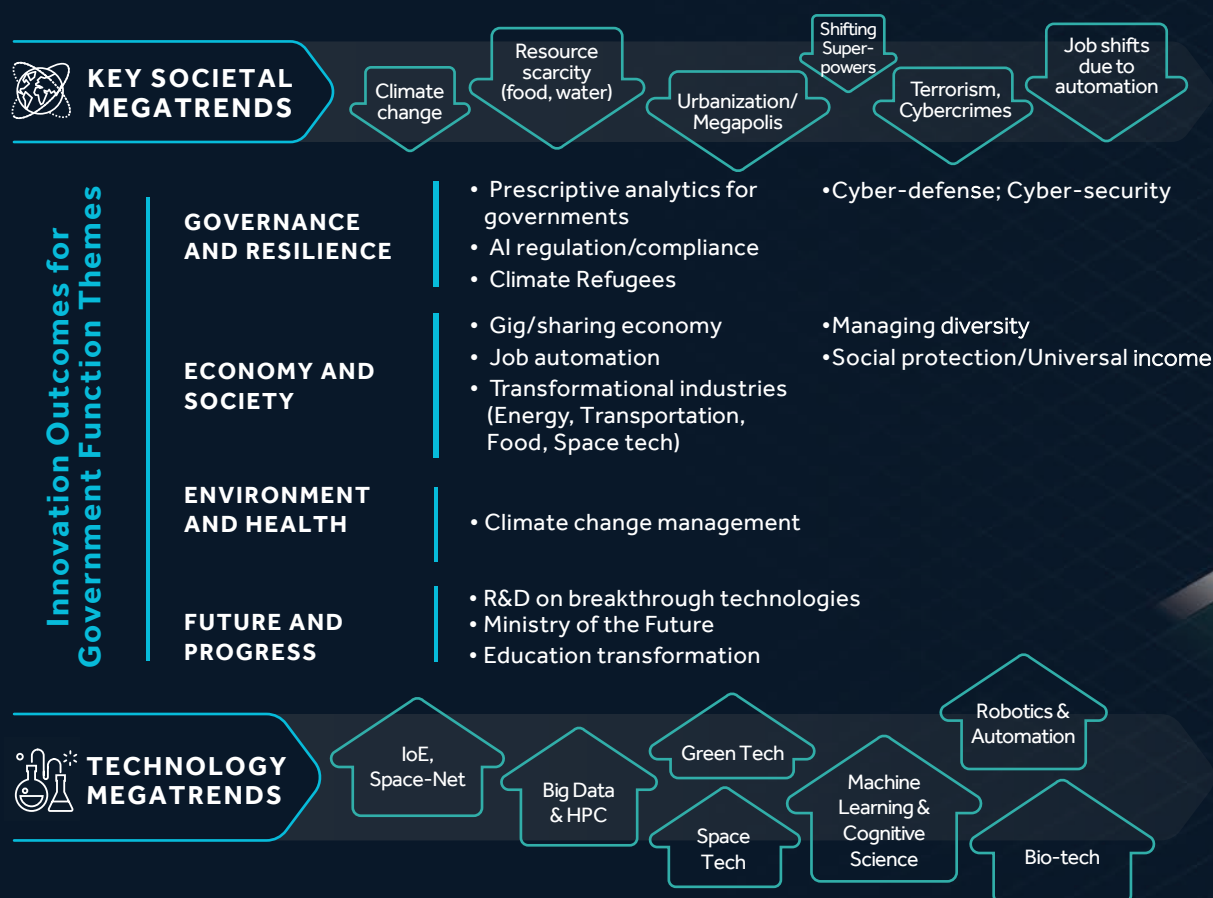 KEY SOCIETAL
MEGATRENDS
Climate
change
Resource
scarcity
(food, water)
Urbanization/
Megapolis
Shifting
Super-
powers
Terrorism,
Cybercrimes
Job shifts
due to
automation
Innovation Outcomes for
Government Function Themes
GOVERNANCE
AND RESILIENCE
• Prescriptive analytics for
governments
• AI regulation/compliance
• Climate Refugees
•Cyber-defense; Cyber-security
ECONOMY AND
SOCIETY
• Gig/sharing economy
• Job automation
• Transformational industries
(Energy, Transportation,
Food, Space tech)
•Managing diversity
•Social protection/Universal income
ENVIRONMENT
AND HEALTH
• Climate change management
FUTURE AND
PROGRESS
• R&D on breakthrough technologies
• Ministry of the Future
• Education transformation
TECHNOLOGY
MEGATRENDS
IoE,
Space-Net
Big Data
& HPC
Green Tech
Space
Tech
Machine
Learning &
Cognitive
Science
Robotics &
Automation
Bio-tech